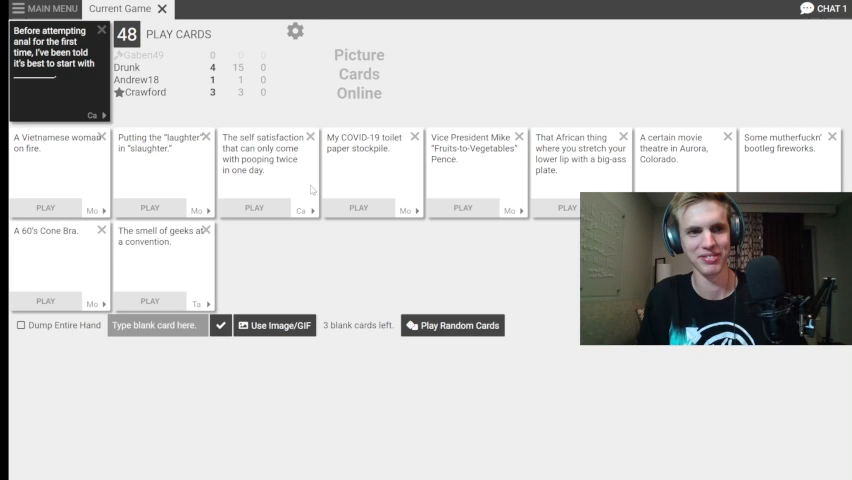 MAIN MENU
Current Game
CHAT 1
Before attempting
anal for the first
time, I've been told
it's best to start with
________.
Ca
48 PLAY CARDS
Gaben49 0 0 0
Drunk 4 15 0
Andrew18 1 1 0
Crawford 3 3 0
Picture
Cards
Online
A Vietnamese woman
on fire.
PLAY
Mo
Putting the "laughter"
in "slaughter."
PLAY
Mo
The self satisfaction
that can only come
with pooping twice
in one day.
PLAY
Ca
My COVID-19 toilet
paper stockpile.
PLAY
Mo
Vice President Mike
"Fruits-to-Vegetables"
Pence.
PLAY
Mo
That African thing
where you stretch your
lower lip with a big-ass
plate.
PLAY
A certain movie
theatre in Aurora,
Colorado.
Some mutherfuckn'
bootleg fireworks.
A 60's Cone Bra.
PLAY
Mo
The smell of geeks at
a convention.
PLAY
Ta
Dump Entire Hand
Type blank card here.
Use Image/GIF
3 blank cards left.
Play Random Cards